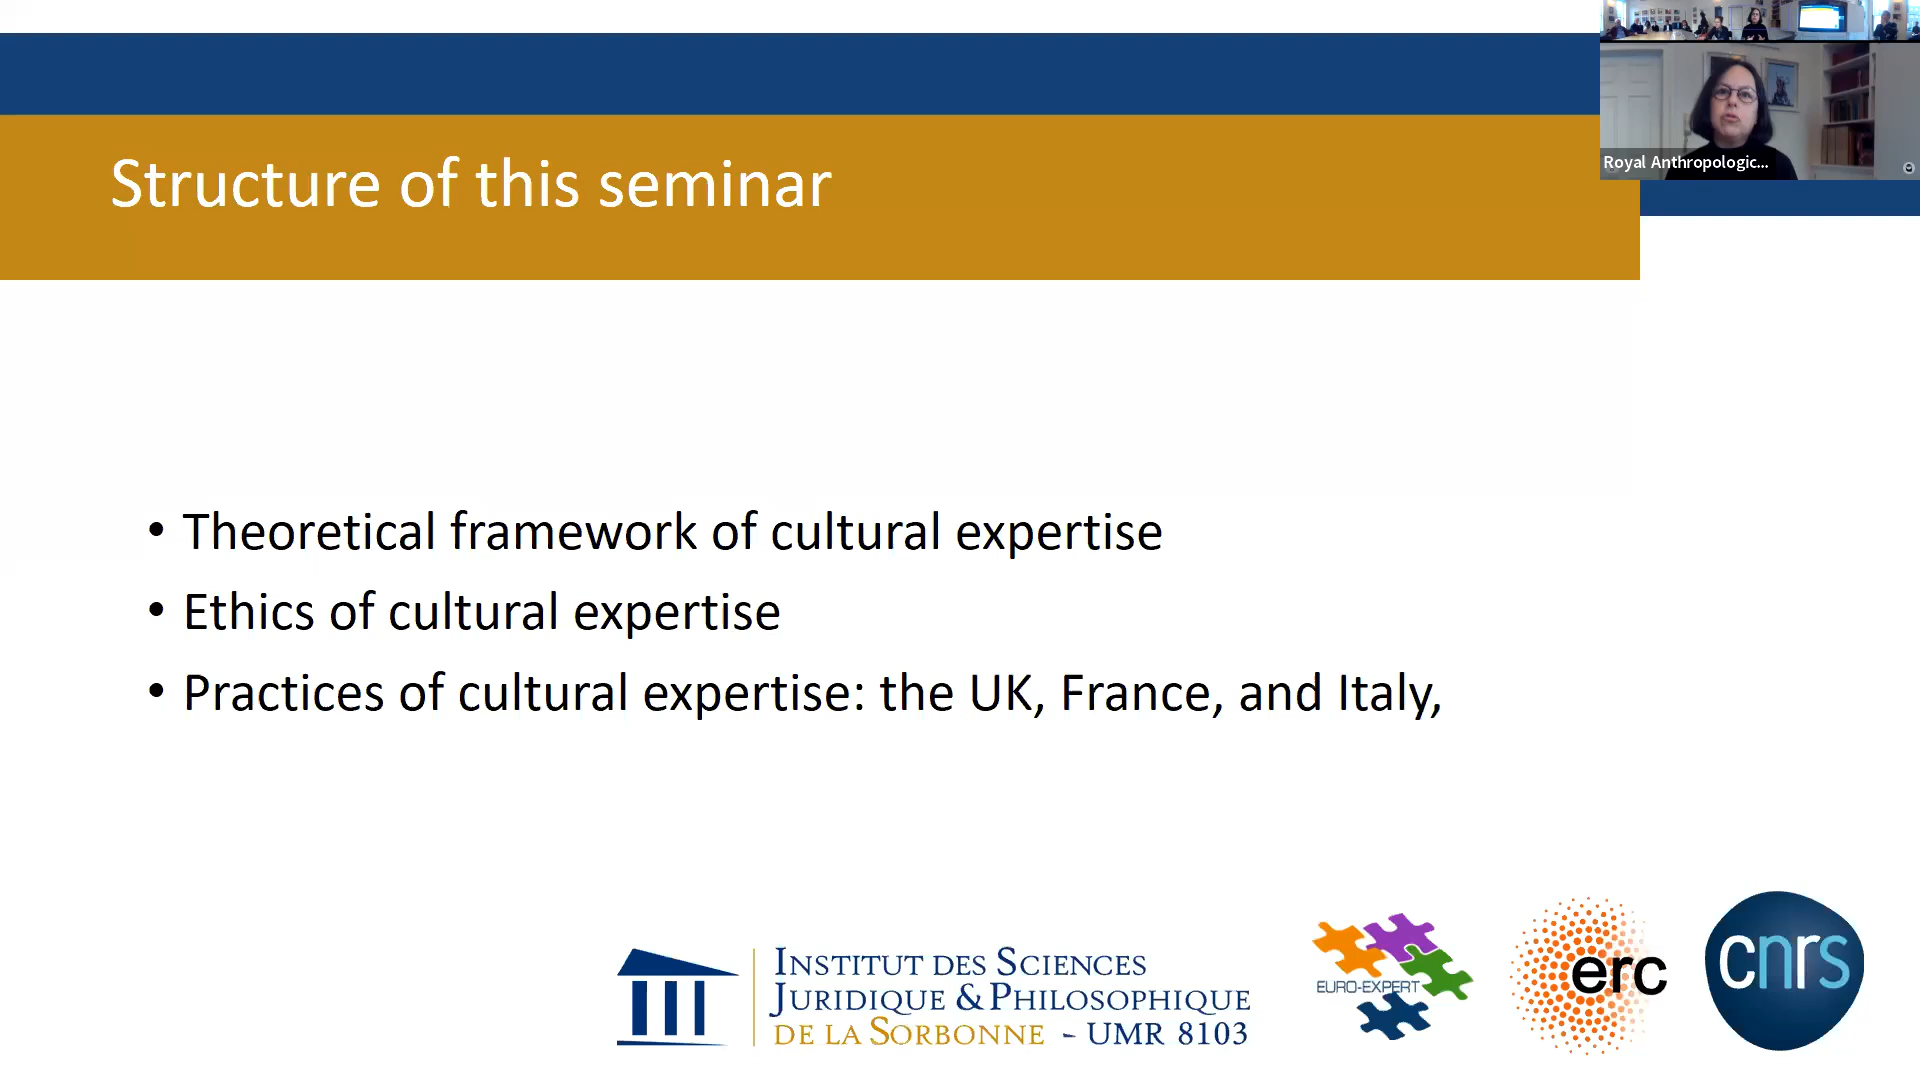 Structure of this seminar
Royal Anthropologic...
• Theoretical framework of cultural expertise
• Ethics of cultural expertise
• Practices of cultural expertise: the UK, France, and Italy,
INSTITUT DES SCIENCES
JURIDIQUE & PHILOSOPHIQUE
DE LA SORBONNE - UMR 8103
EURO-EXPERT
erc
cnrs